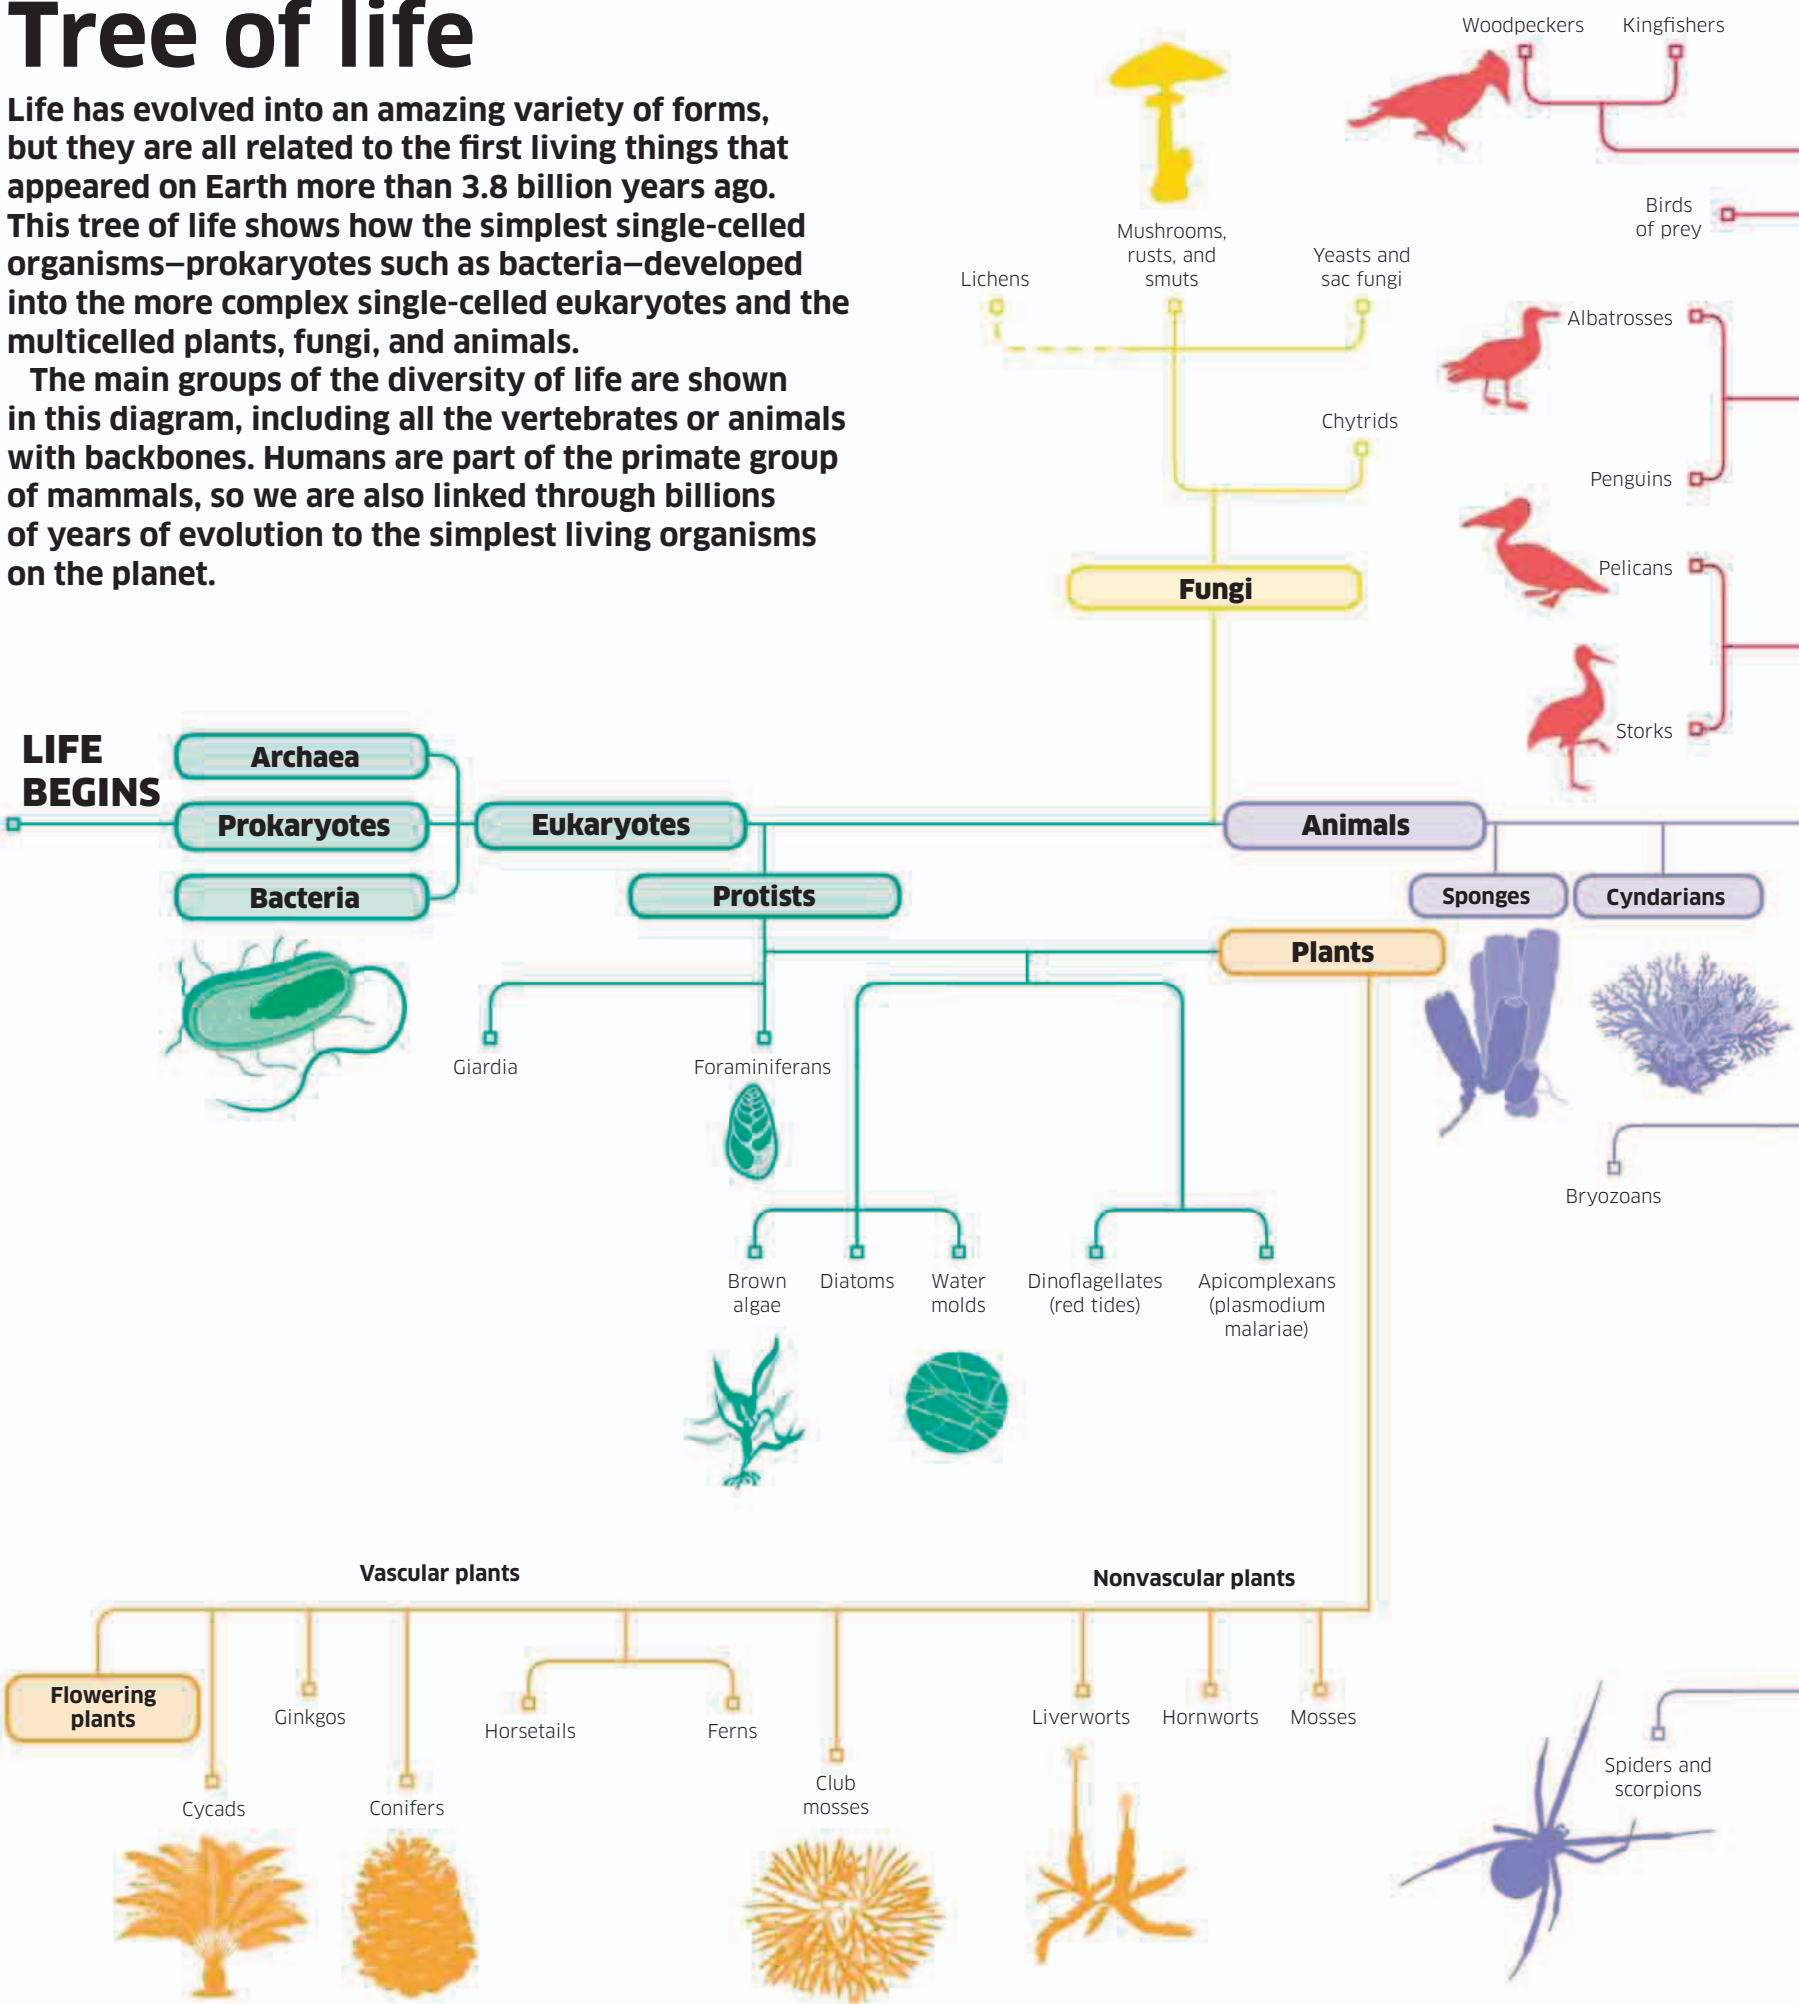 Tree of life
Life has evolved into an amazing variety of forms,
but they are all related to the first living things that
appeared on Earth more than 3.8 billion years ago.
This tree of life shows how the simplest single-celled
organisms—prokaryotes such as bacteria—developed
into the more complex single-celled eukaryotes and the
multicelled plants, fungi, and animals.
The main groups of the diversity of life are shown
in this diagram, including all the vertebrates or animals
with backbones. Humans are part of the primate group
of mammals, so we are also linked through billions
of years of evolution to the simplest living organisms
on the planet.
Woodpeckers
Kingfishers
Birds
of prey
Lichens
Mushrooms,
rusts, and
smuts
Yeasts and
sac fungi
Albatrosses
Chytrids
Penguins
Pelicans
Fungi
Storks
LIFE
BEGINS
Archaea
Prokaryotes
Bacteria
Eukaryotes
Animals
Protists
Sponges
Cyndarians
Plants
Giardia
Foraminiferans
Bryozoans
Brown
algae
Diatoms
Water
molds
Dinoflagellates
(red tides)
Apicomplexans
(plasmodium
malariae)
Vascular plants
Nonvascular plants
Flowering
plants
Ginkgos
Horsetails
Ferns
Liverworts
Hornworts
Mosses
Cycads
Conifers
Club
mosses
Spiders and
scorpions